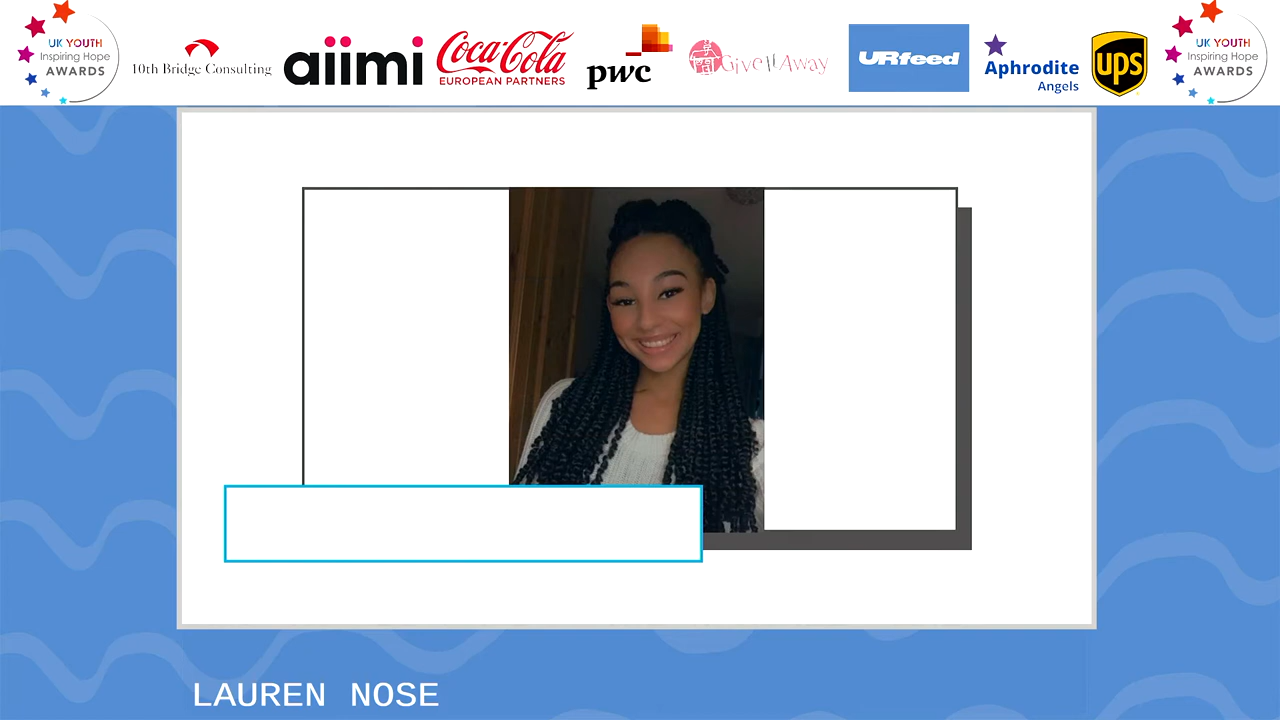 UK YOUTH
Inspiring Hope
AWARDS
10th Bridge Consulting
aiimi
Coca-Cola
EUROPEAN PARTNERS
pwc
Give It Away
URfeed
Aphrodite
Angels
ups
UK YOUTH
Inspiring Hope
AWARDS
LAUREN NOSE